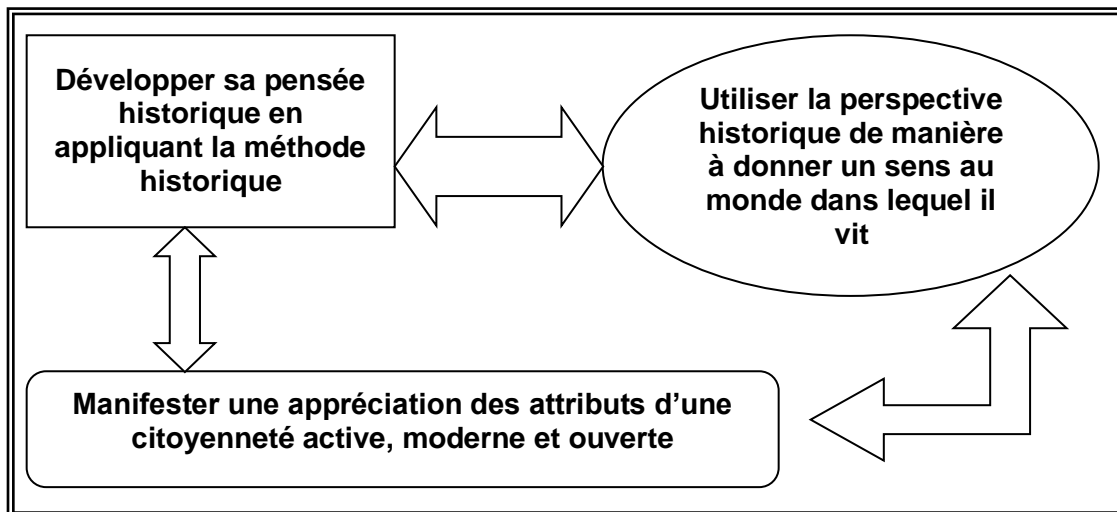 Développer sa pensée
historique en
appliquant la méthode
historique
Utiliser la perspective
historique de manière
à donner un sens au
monde dans lequel il
vit
Manifester une appréciation des attributs d’une
citoyenneté active, moderne et ouverte